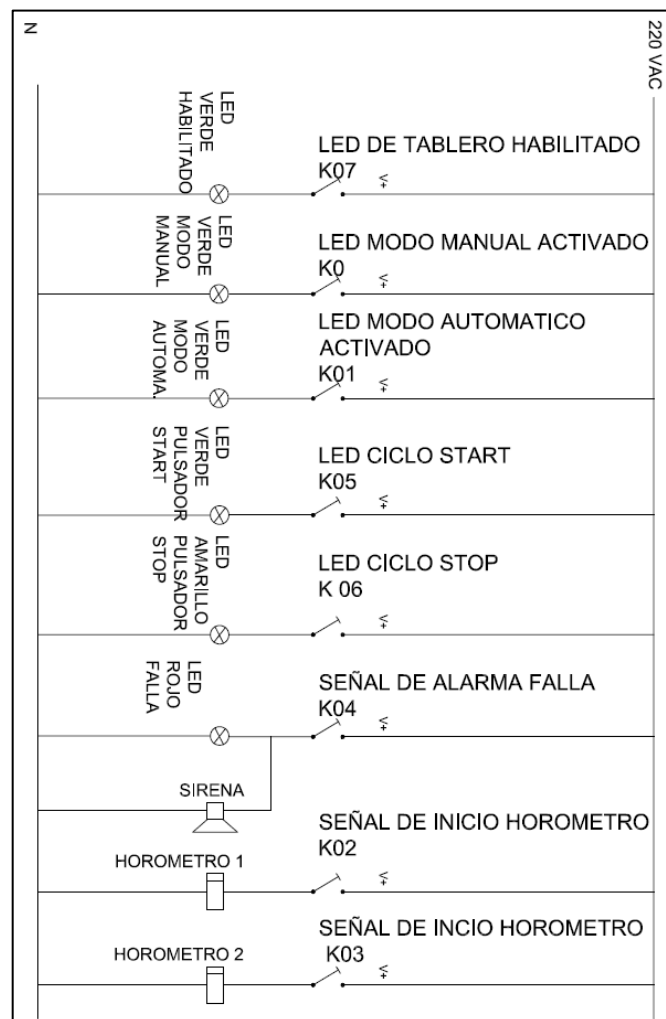 N
220 VAC
LED
VERDE
HABILITADO
LED DE TABLERO HABILITADO
K07
V+
LED
VERDE
MODO
MANUAL
LED MODO MANUAL ACTIVADO
K0
V+
LED
VERDE
MODO
AUTOMA.
LED MODO AUTOMATICO
ACTIVADO
K01
V+
LED
VERDE
PULSADOR
START
LED CICLO START
K05
V+
LED
AMARILLO
PULSADOR
STOP
LED CICLO STOP
K 06
V+
LED
ROJO
FALLA
SEÑAL DE ALARMA FALLA
K04
V+
SIRENA
SEÑAL DE INICIO HOROMETRO
K02
V+
HOROMETRO 1
SEÑAL DE INCIO HOROMETRO
K03
V+
HOROMETRO 2